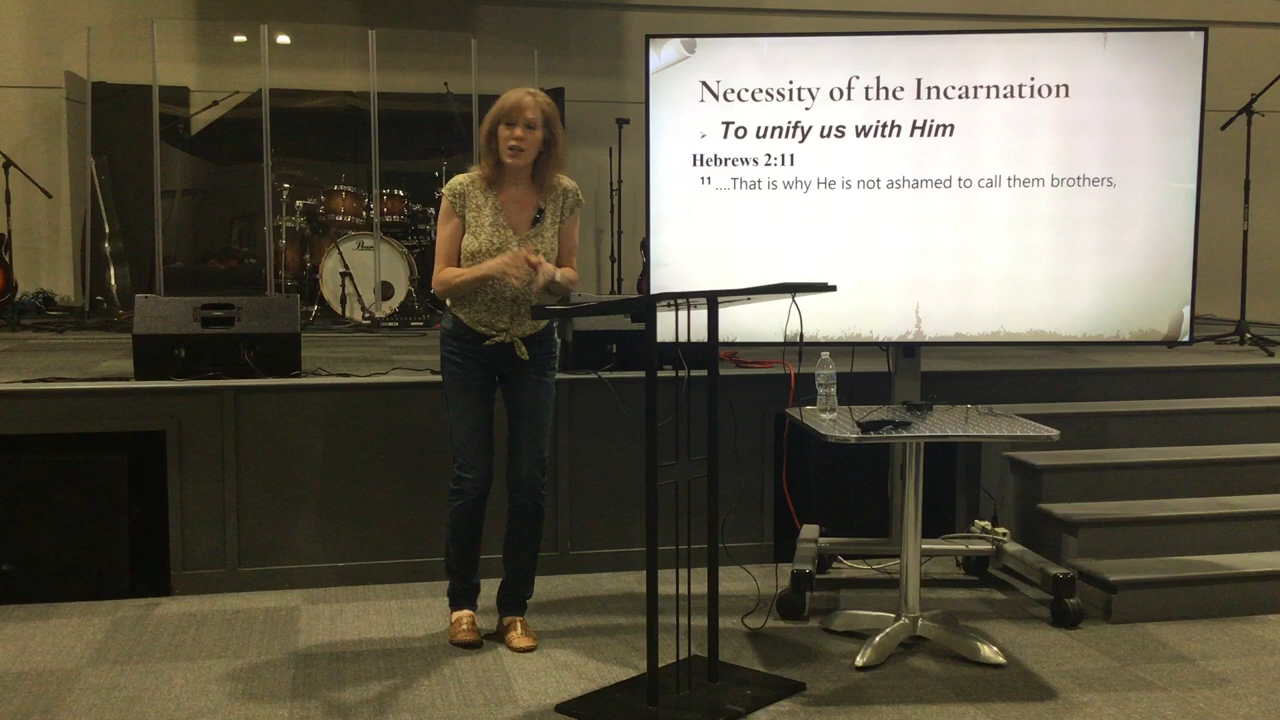 Necessity of the Incarnation
➢ To unify us with Him
Hebrews 2:11
¹¹ ....That is why He is not ashamed to call them brothers,
Pearl